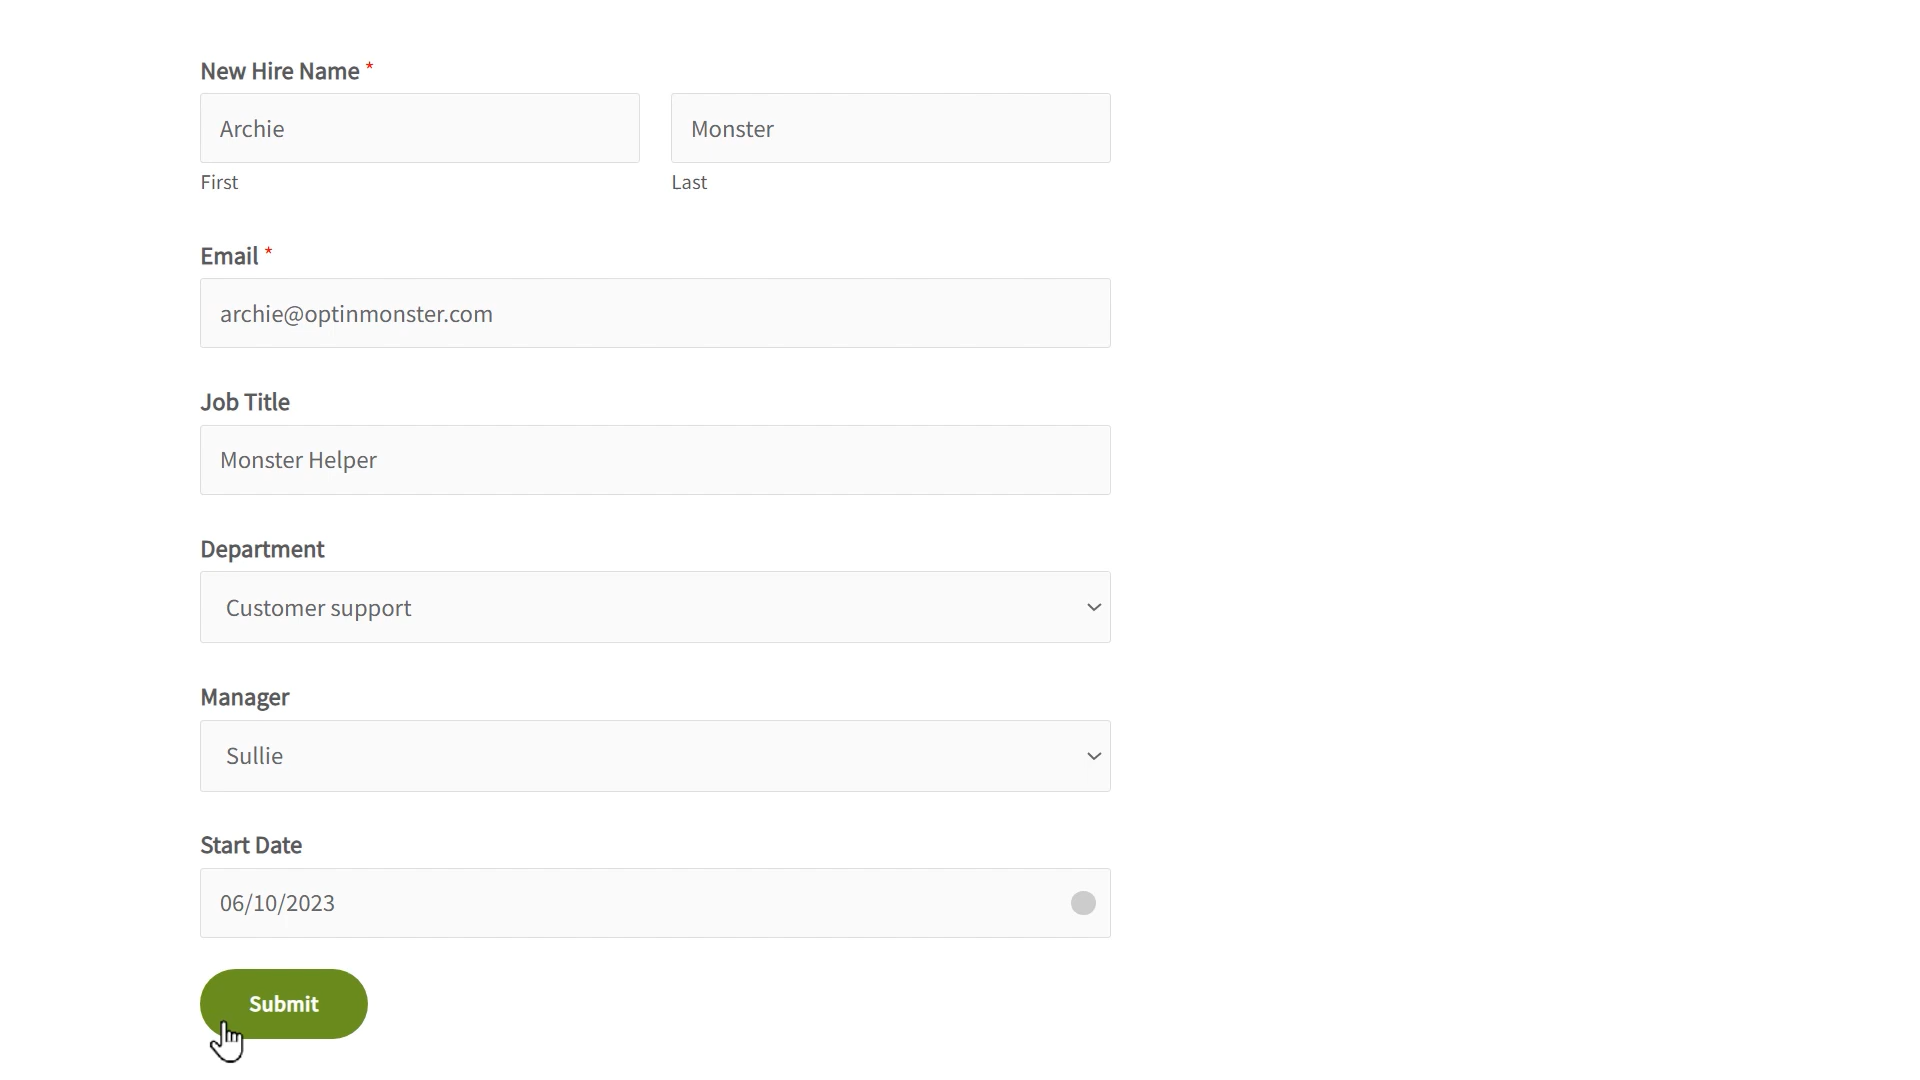 New Hire Name *
Archie Monster
First Last
Email *
archie@optinmonster.com
Job Title
Monster Helper
Department
Customer support
Manager
Sullie
Start Date
06/10/2023
Submit